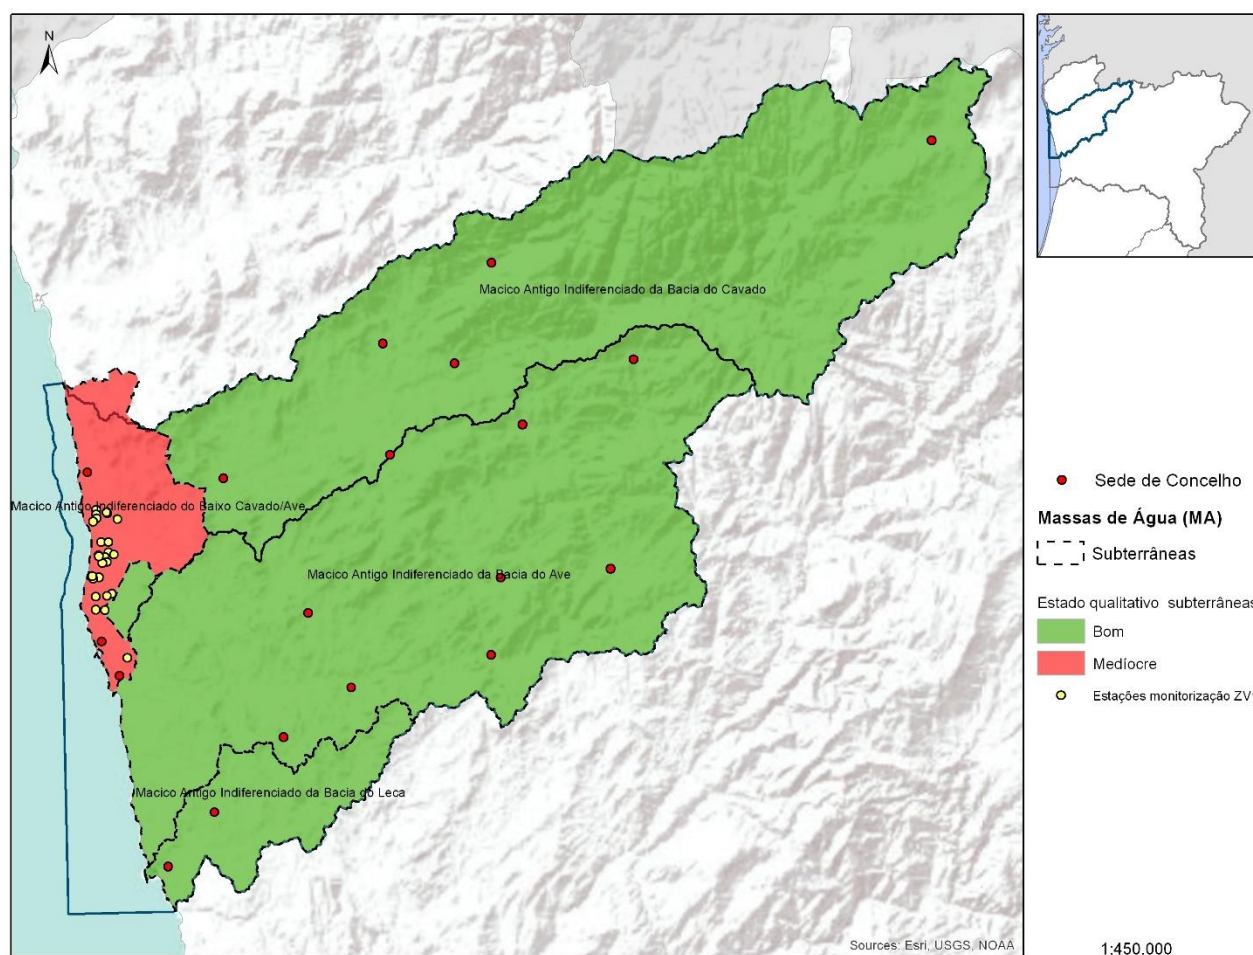 N
Macico Antigo Indiferenciado da Bacia do Cavado
Macico Antigo Indiferenciado do Baixo Cavado/Ave
Macico Antigo Indiferenciado da Bacia do Ave
Macico Antigo Indiferenciado da Bacia do Leca
Sources: Esri, USGS, NOAA
Sede de Concelho
Massas de Água (MA)
Subterrâneas
Estado qualitativo subterrâneas
Bom
Medíocre
Estações monitorização ZV1
1:450.000